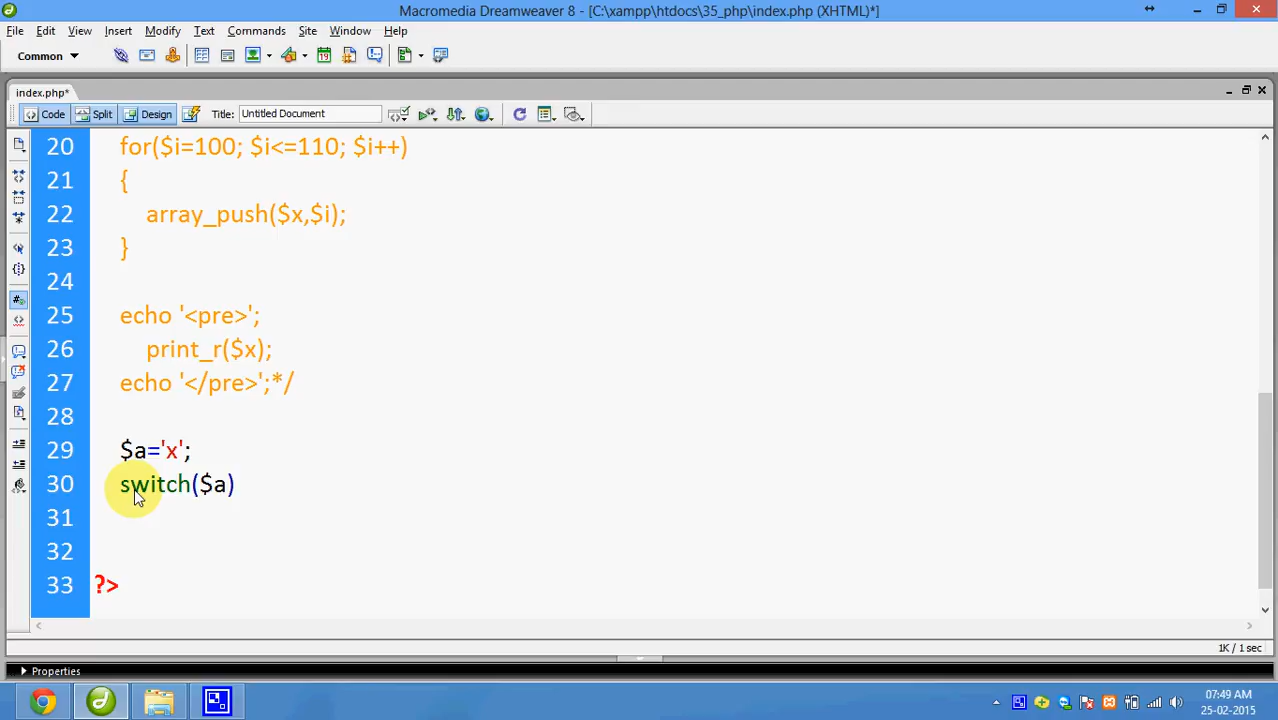 Macromedia Dreamweaver 8 - [C:\xampp\htdocs\35_php\index.php (XHTML)*]
File Edit View Insert Modify Text Commands Site Window Help
Common
index.php*
Code Split Design Title: Untitled Document
20 for($i=100; $i<=110; $i++)
21 {
22 array_push($x,$i);
23 }
24
25 echo '<pre>';
26 print_r($x);
27 echo '</pre>';*/
28
29 $a='x';
30 switch($a)
31
32
33 ?>
1K / 1 sec
Properties
07:49 AM
25-02-2015